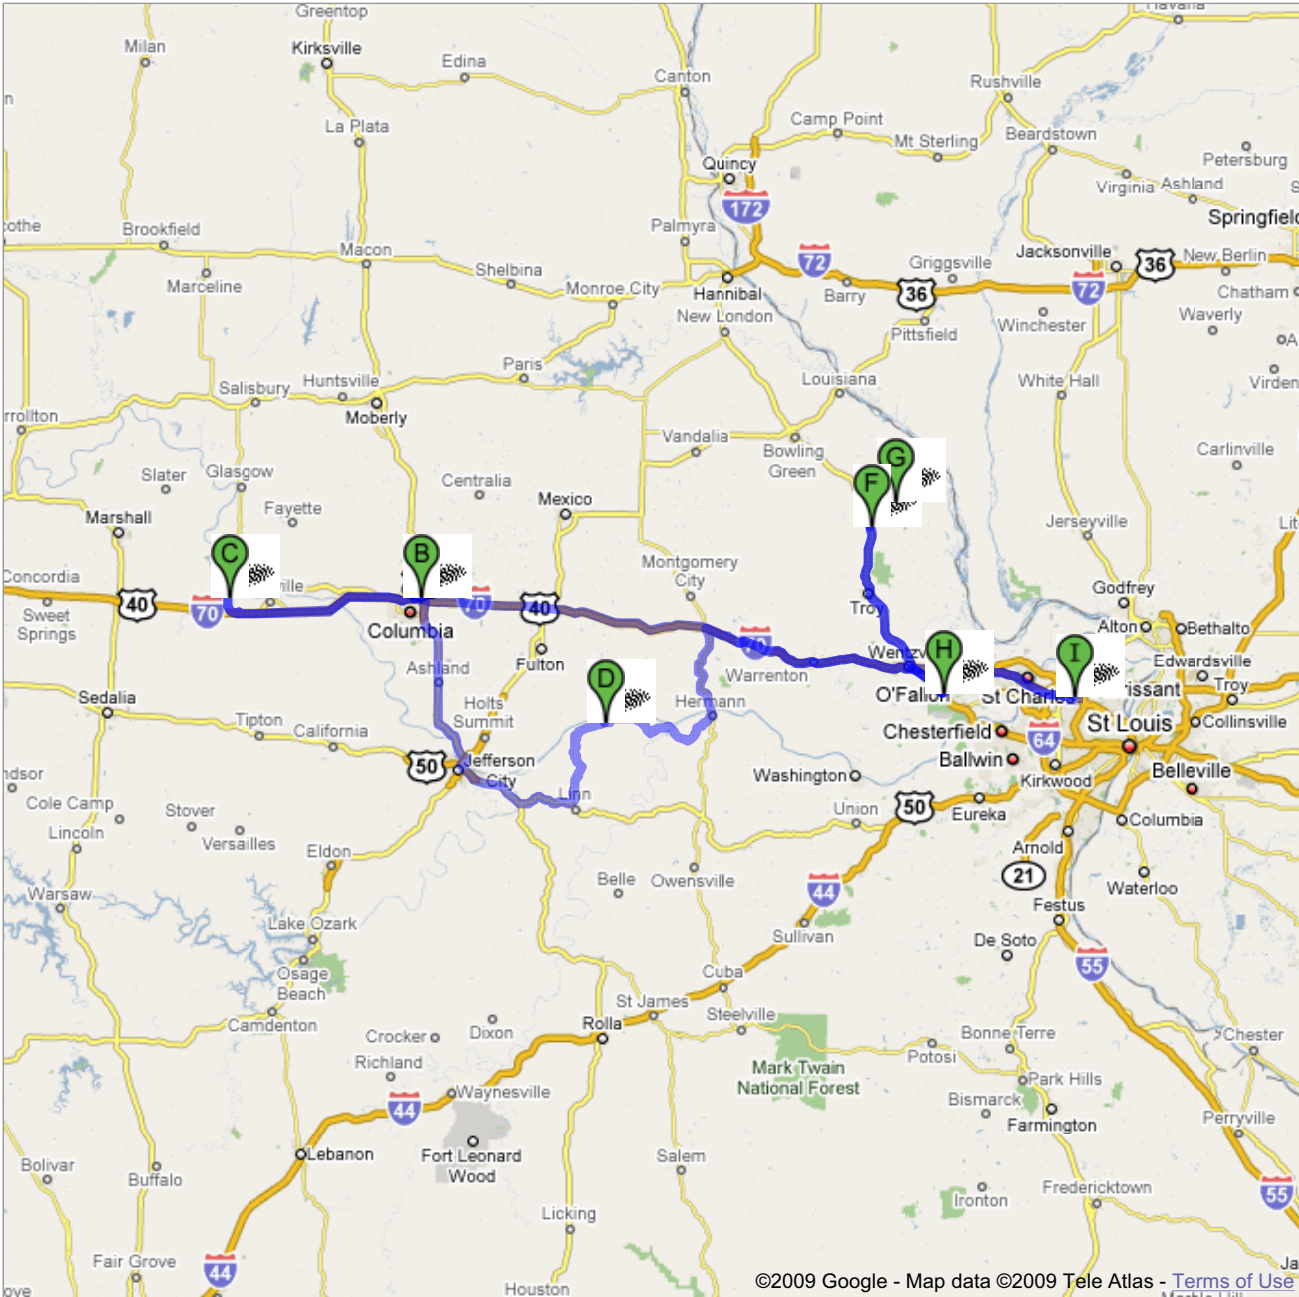 Greentop
Havana
Milan
Kirksville
Edina
Canton
Rushville
La Plata
Camp Point
Mt Sterling
Beardstown
Quincy
Petersburg
Virginia
Ashland
172
Palmyra
Springfield
Brookfield
Macon
Jacksonville
36
New Berlin
72
Griggsville
Shelbina
Marceline
Monroe City
Hannibal
Barry
36
72
Chatham
New London
Pittsfield
Winchester
Waverly
Paris
Salisbury
Huntsville
Louisiana
White Hall
Virden
Moberly
Vandalia
Bowling
Green
Carlinville
G
Slater
Glasgow
Centralia
F
Mexico
Fayette
Marshall
Jerseyville
C
B
Montgomery
City
Concordia
ville
Godfrey
40
70
70
40
Troy
Sweet
Springs
Columbia
Alton
Bethalto
70
H
I
Fulton
Ashland
Wentzv
Edwardsville
D
Warrenton
O'Fallon
St Charles
rissant
Troy
Sedalia
Holts
Summit
Hermann
Tipton
California
Chesterfield
St Louis
Collinsville
64
50
Jefferson
City
Ballwin
Washington
Kirkwood
Belleville
Linn
Cole Camp
Stover
Union
50
Eureka
Columbia
Lincoln
Versailles
Eldon
Arnold
Belle
Owensville
44
21
Waterloo
Warsaw
Festus
Lake Ozark
Sullivan
De Soto
Osage
Beach
55
Cuba
St James
Steelville
Camdenton
Crocker
Dixon
Rolla
Bonne Terre
Chester
Richland
Potosi
Mark Twain
National Forest
Park Hills
Waynesville
Bismarck
44
Farmington
Perryville
Lebanon
Fort Leonard
Wood
Salem
Bolivar
Buffalo
Ironton
Fredericktown
55
Licking
Fair Grove
44
Houston
©2009 Google - Map data ©2009 Tele Atlas - Terms of Use